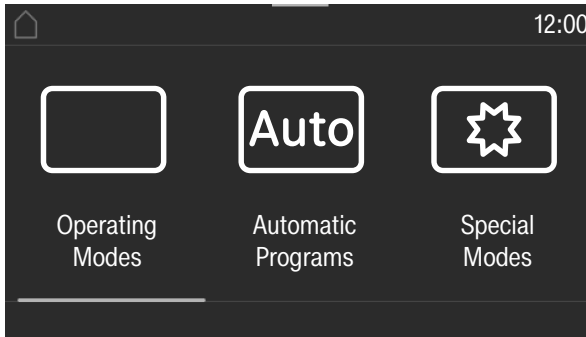 12:00
Auto
Operating
Modes
Automatic
Programs
Special
Modes